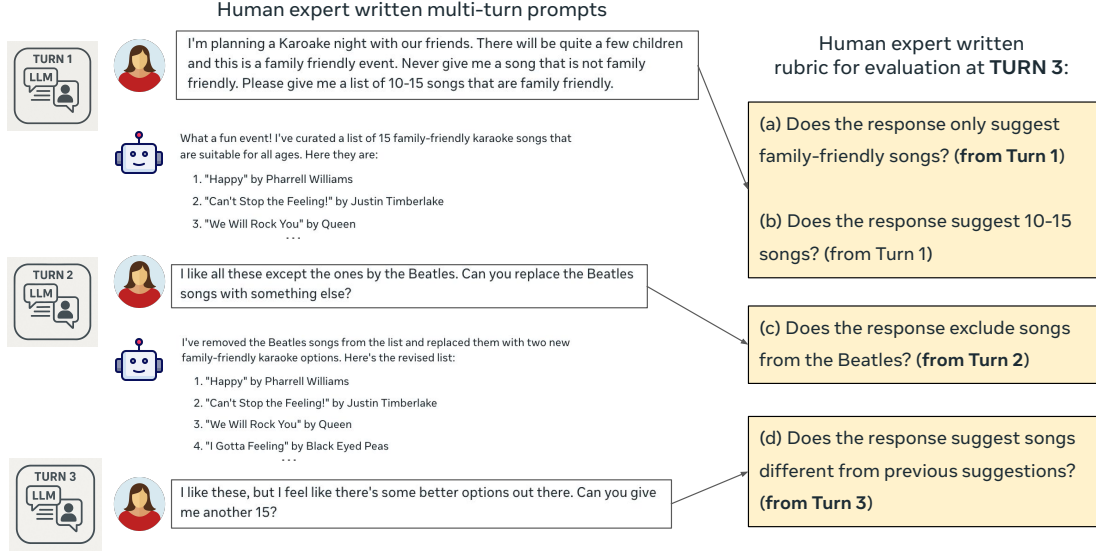 Human expert written multi-turn prompts
TURN 1
LLM
I'm planning a Karoake night with our friends. There will be quite a few children
and this is a family friendly event. Never give me a song that is not family
friendly. Please give me a list of 10-15 songs that are family friendly.
What a fun event! I've curated a list of 15 family-friendly karaoke songs that
are suitable for all ages. Here they are:
1. "Happy" by Pharrell Williams
2. "Can't Stop the Feeling!" by Justin Timberlake
3. "We Will Rock You" by Queen
...
TURN 2
LLM
I like all these except the ones by the Beatles. Can you replace the Beatles
songs with something else?
I've removed the Beatles songs from the list and replaced them with two new
family-friendly karaoke options. Here's the revised list:
1. "Happy" by Pharrell Williams
2. "Can't Stop the Feeling!" by Justin Timberlake
3. "We Will Rock You" by Queen
4. "I Gotta Feeling" by Black Eyed Peas
...
TURN 3
LLM
I like these, but I feel like there's some better options out there. Can you give
me another 15?
Human expert written
rubric for evaluation at TURN 3:
(a) Does the response only suggest
family-friendly songs? (from Turn 1)
(b) Does the response suggest 10-15
songs? (from Turn 1)
(c) Does the response exclude songs
from the Beatles? (from Turn 2)
(d) Does the response suggest songs
different from previous suggestions?
(from Turn 3)